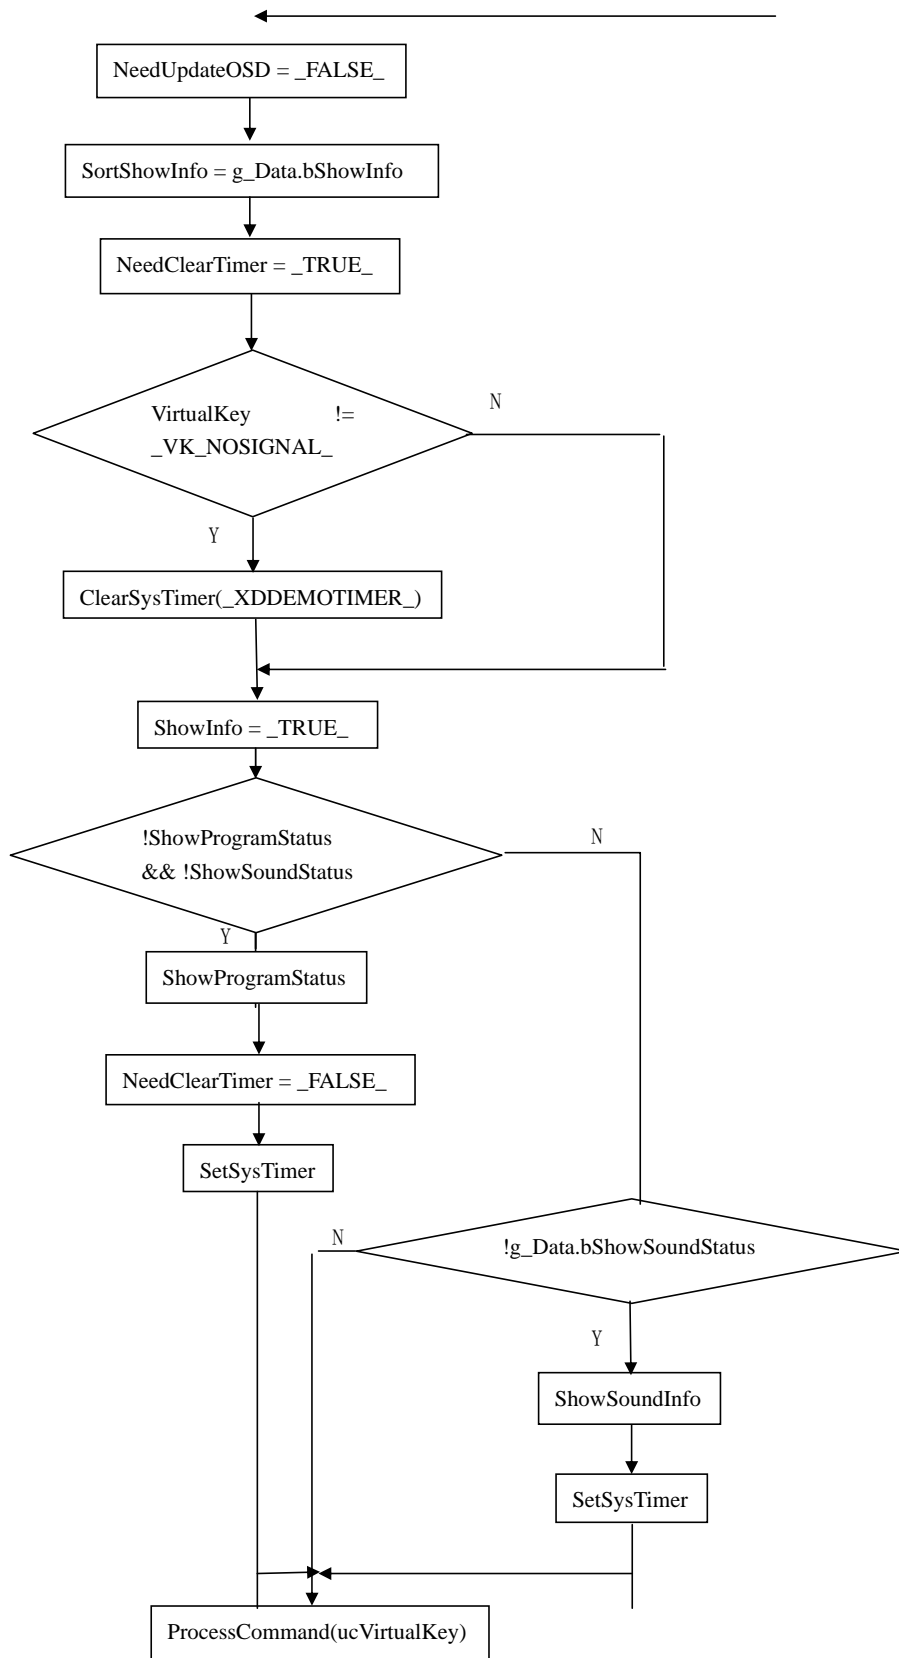 NeedUpdateOSD = _FALSE_
SortShowInfo = g_Data.bShowInfo
NeedClearTimer = _TRUE_
VirtualKey !=
_VK_NOSIGNAL_
N
Y
ClearSysTimer(_XDDEMOTIMER_)
ShowInfo = _TRUE_
!ShowProgramStatus
&& !ShowSoundStatus
N
Y
ShowProgramStatus
NeedClearTimer = _FALSE_
SetSysTimer
N
!g_Data.bShowSoundStatus
Y
ShowSoundInfo
SetSysTimer
ProcessCommand(ucVirtualKey)